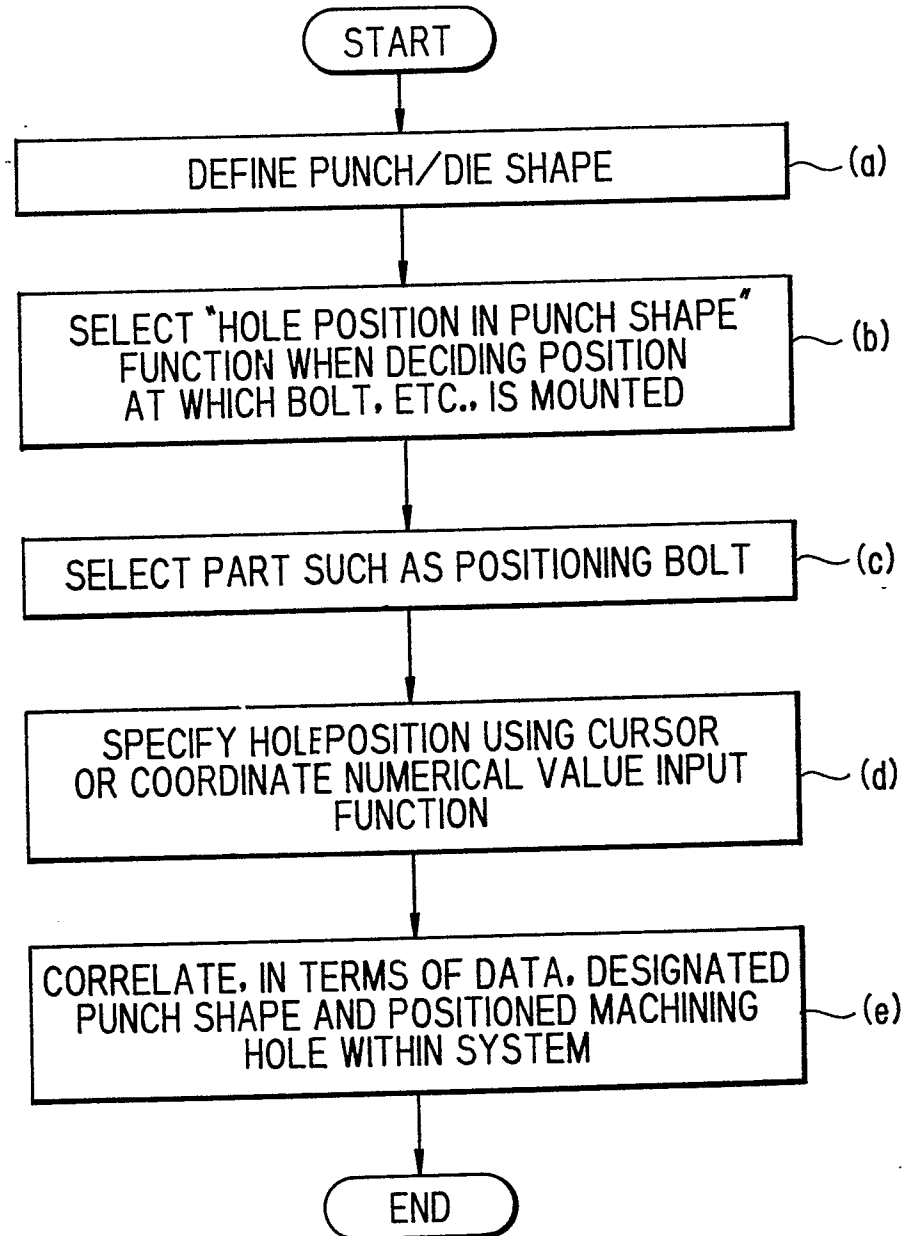 START
DEFINE PUNCH/DIE SHAPE
(a)
SELECT "HOLE POSITION IN PUNCH SHAPE"
FUNCTION WHEN DECIDING POSITION
AT WHICH BOLT, ETC., IS MOUNTED
(b)
SELECT PART SUCH AS POSITIONING BOLT
(c)
SPECIFY HOLE POSITION USING CURSOR
OR COORDINATE NUMERICAL VALUE INPUT
FUNCTION
(d)
CORRELATE, IN TERMS OF DATA, DESIGNATED
PUNCH SHAPE AND POSITIONED MACHINING
HOLE WITHIN SYSTEM
(e)
END